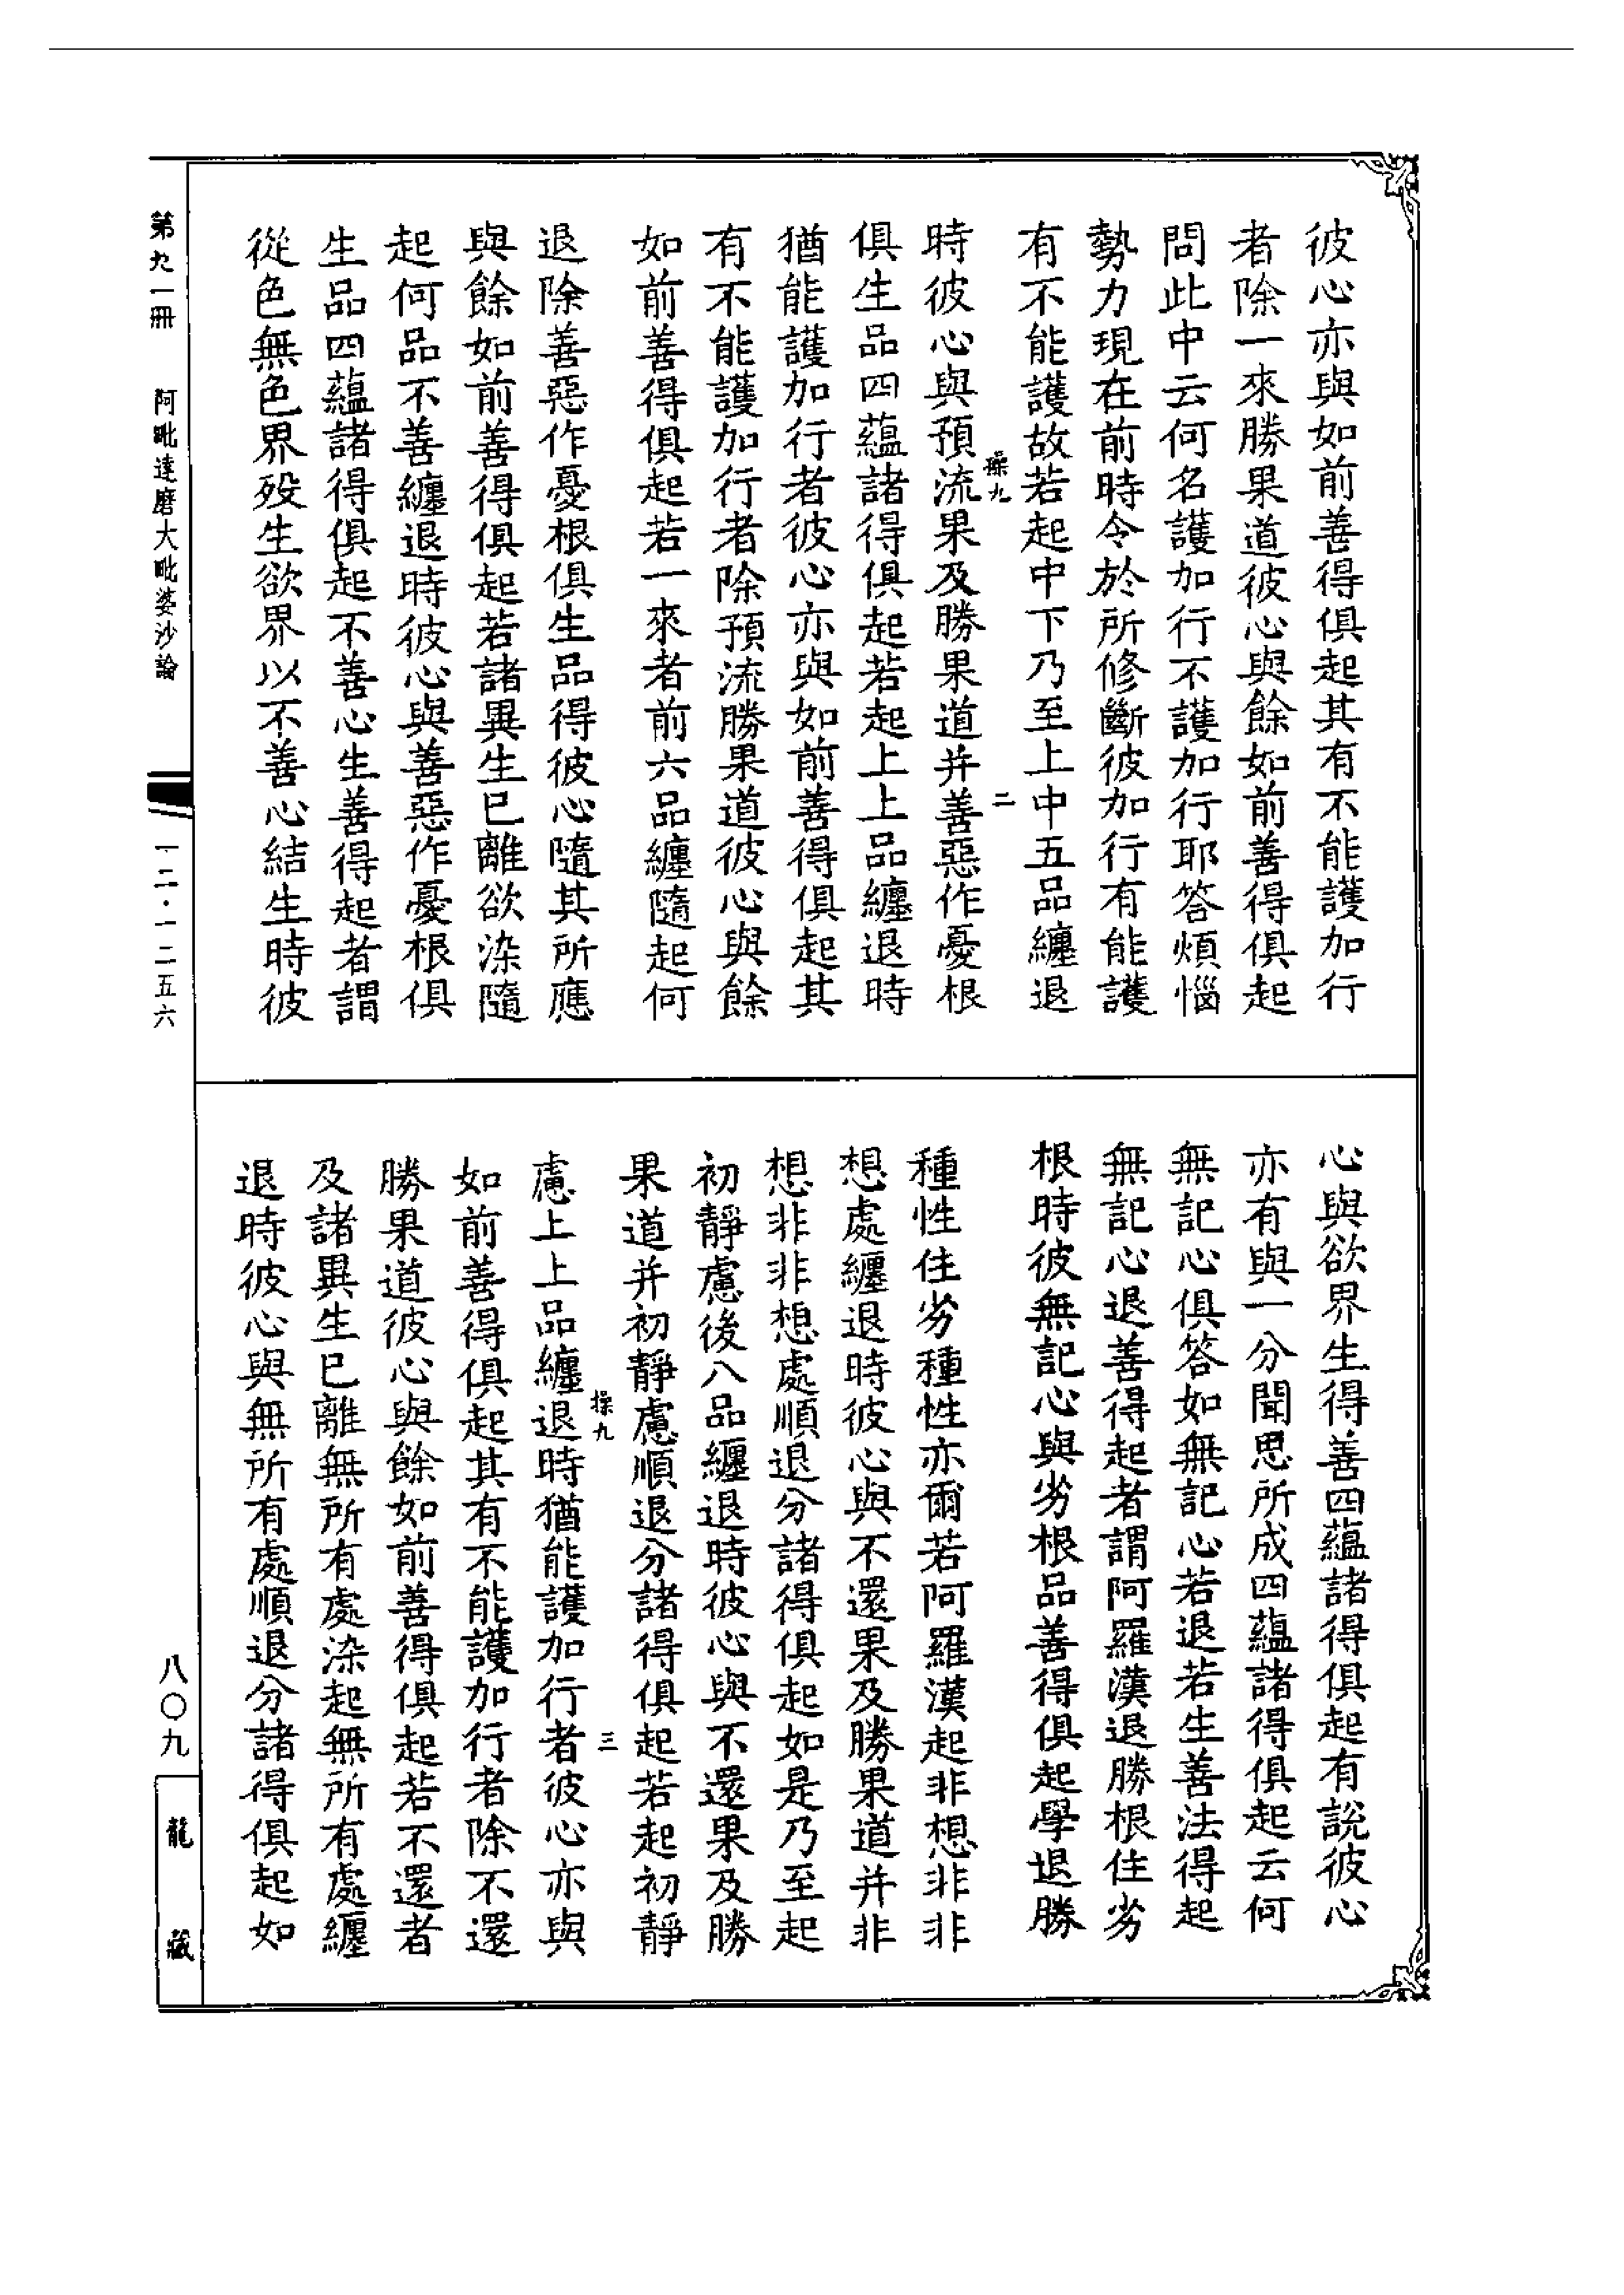 彼心亦與如前善得俱起其有不能護加行
者除一來勝果道彼心與餘如前善得俱起
問此中云何名護加行不護加行耶答煩惱
勢力現在前時令於所修斷彼加行有能護
有不能護故若起中下乃至上中五品纏退
操九
二
時彼心與預流果及勝果道并善惡作憂根
俱生品四蘊諸得俱起若起上上品纏退時
猶能護加行者彼心亦與如前善得俱起其
有不能護加行者除預流勝果道彼心與餘
如前善得俱起若一來者前六品纏隨起何
退除善惡作憂根俱生品得彼心隨其所應
與餘如前善得俱起若諸異生已離欲染隨
起何品不善纏退時彼心與善惡作憂根俱
生品四蘊諸得俱起不善心生善得起者謂
從色無色界歿生欲界以不善心結生時彼
心與欲界生得善四蘊諸得俱起有說彼心
亦有與一分聞思所成四蘊諸得俱起云何
無記心俱答如無記心若退若生善法得起
無記心退善得起者謂阿羅漢退勝根住劣
根時彼無記心與劣根品善得俱起學退勝
種性住劣種性亦爾若阿羅漢起非想非非
想處纏退時彼心與不還果及勝果道并非
想非非想處順退分諸得俱起如是乃至起
初靜慮後八品纏退時彼心與不還果及勝
果道并初靜慮順退分諸得俱起若起初靜
操九
三
慮上上品纏退時猶能護加行者彼心亦與
如前善得俱起其有不能護加行者除不還
勝果道彼心與餘如前善得俱起若不還者
及諸異生已離無所有處染起無所有處纏
退時彼心與無所有處順退分諸得俱起如
第九一冊　阿毗達磨大毗婆沙論
一二·一二五六
八〇九
龍藏